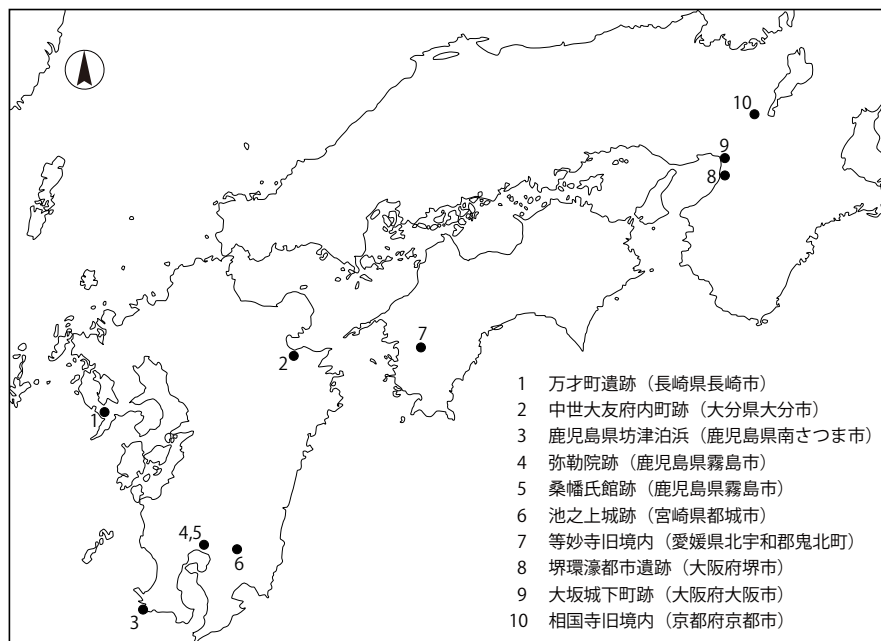 10
9
8
7
2
1
4,5
6
3
1 万才町遺跡（長崎県長崎市）
2 中世大友府内町跡（大分県大分市）
3 鹿児島県坊津泊浜（鹿児島県南さつま市）
4 弥勒院跡（鹿児島県霧島市）
5 桑幡氏館跡（鹿児島県霧島市）
6 池之上城跡（宮崎県都城市）
7 等妙寺旧境内（愛媛県北宇和郡鬼北町）
8 堺環濠都市遺跡（大阪府堺市）
9 大坂城下町跡（大阪府大阪市）
10 相国寺旧境内（京都府京都市）